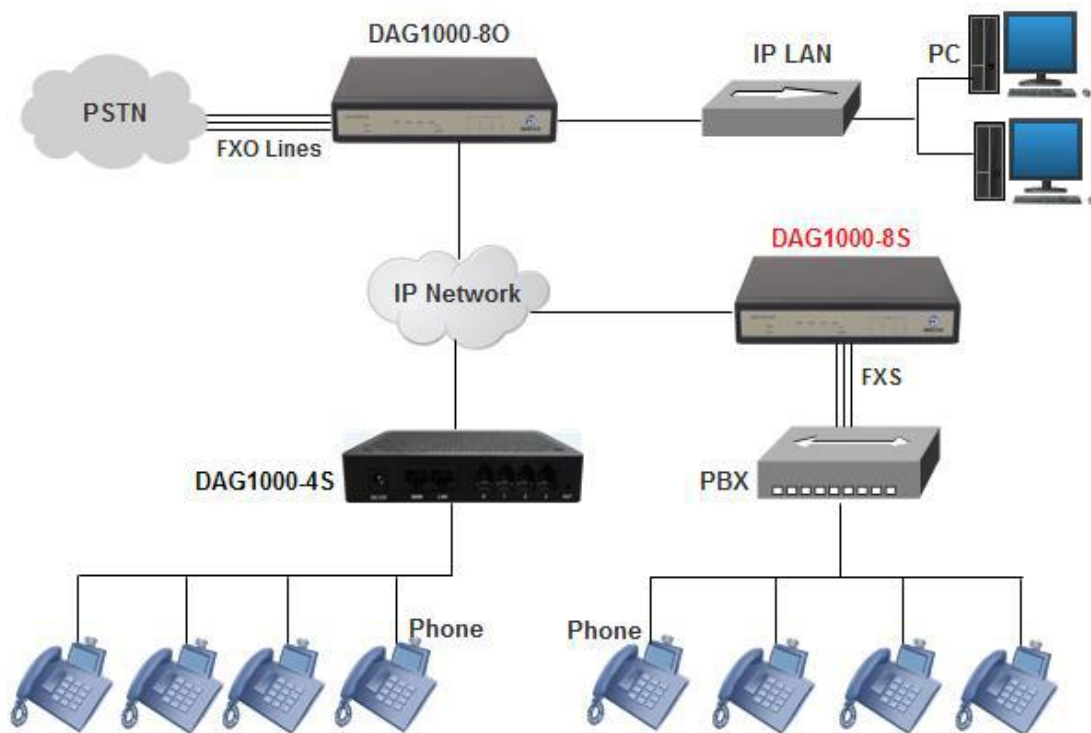 DAG1000-8O
IP LAN
PC
PSTN
FXO Lines
DAG1000-8S
IP Network
FXS
DAG1000-4S
PBX
Phone
Phone